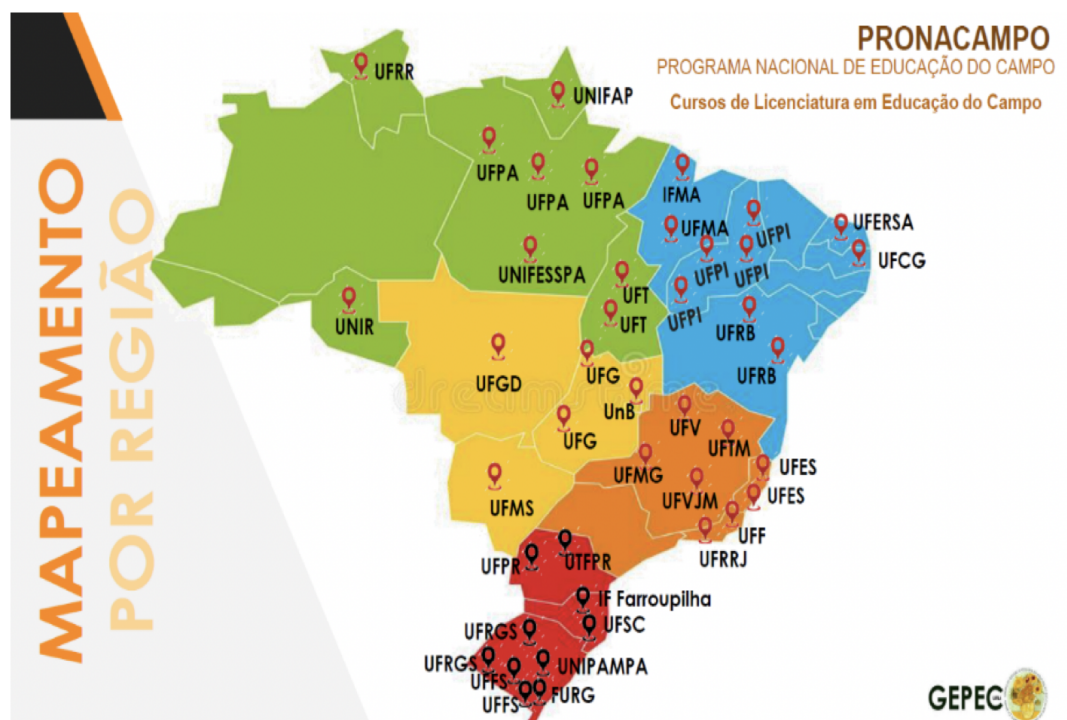 PRONACAMPO
PROGRAMA NACIONAL DE EDUCAÇÃO DO CAMPO
Cursos de Licenciatura em Educação do Campo
MAPEAMENTO
POR REGIÃO
UFRR
UNIFAP
UFPA
UFPA
UFPA
IFMA
UFMA
UFPI
UFERSA
UFCG
UNIFESSPA
UFPI
UFPI
UFT
UFPI
UFT
UNIR
UFRB
UFRB
UFGD
UFG
UnB
dreamstime
UFG
UFV
UFTM
UFMG
UFES
UFVJM
UFES
UFMS
UFF
UFRRJ
UFPR
UTFPR
IF Farroupilha
UFSC
UFRGS
UFRGS
UNIPAMPA
UFFS
UFFS
FURG
GEPEC